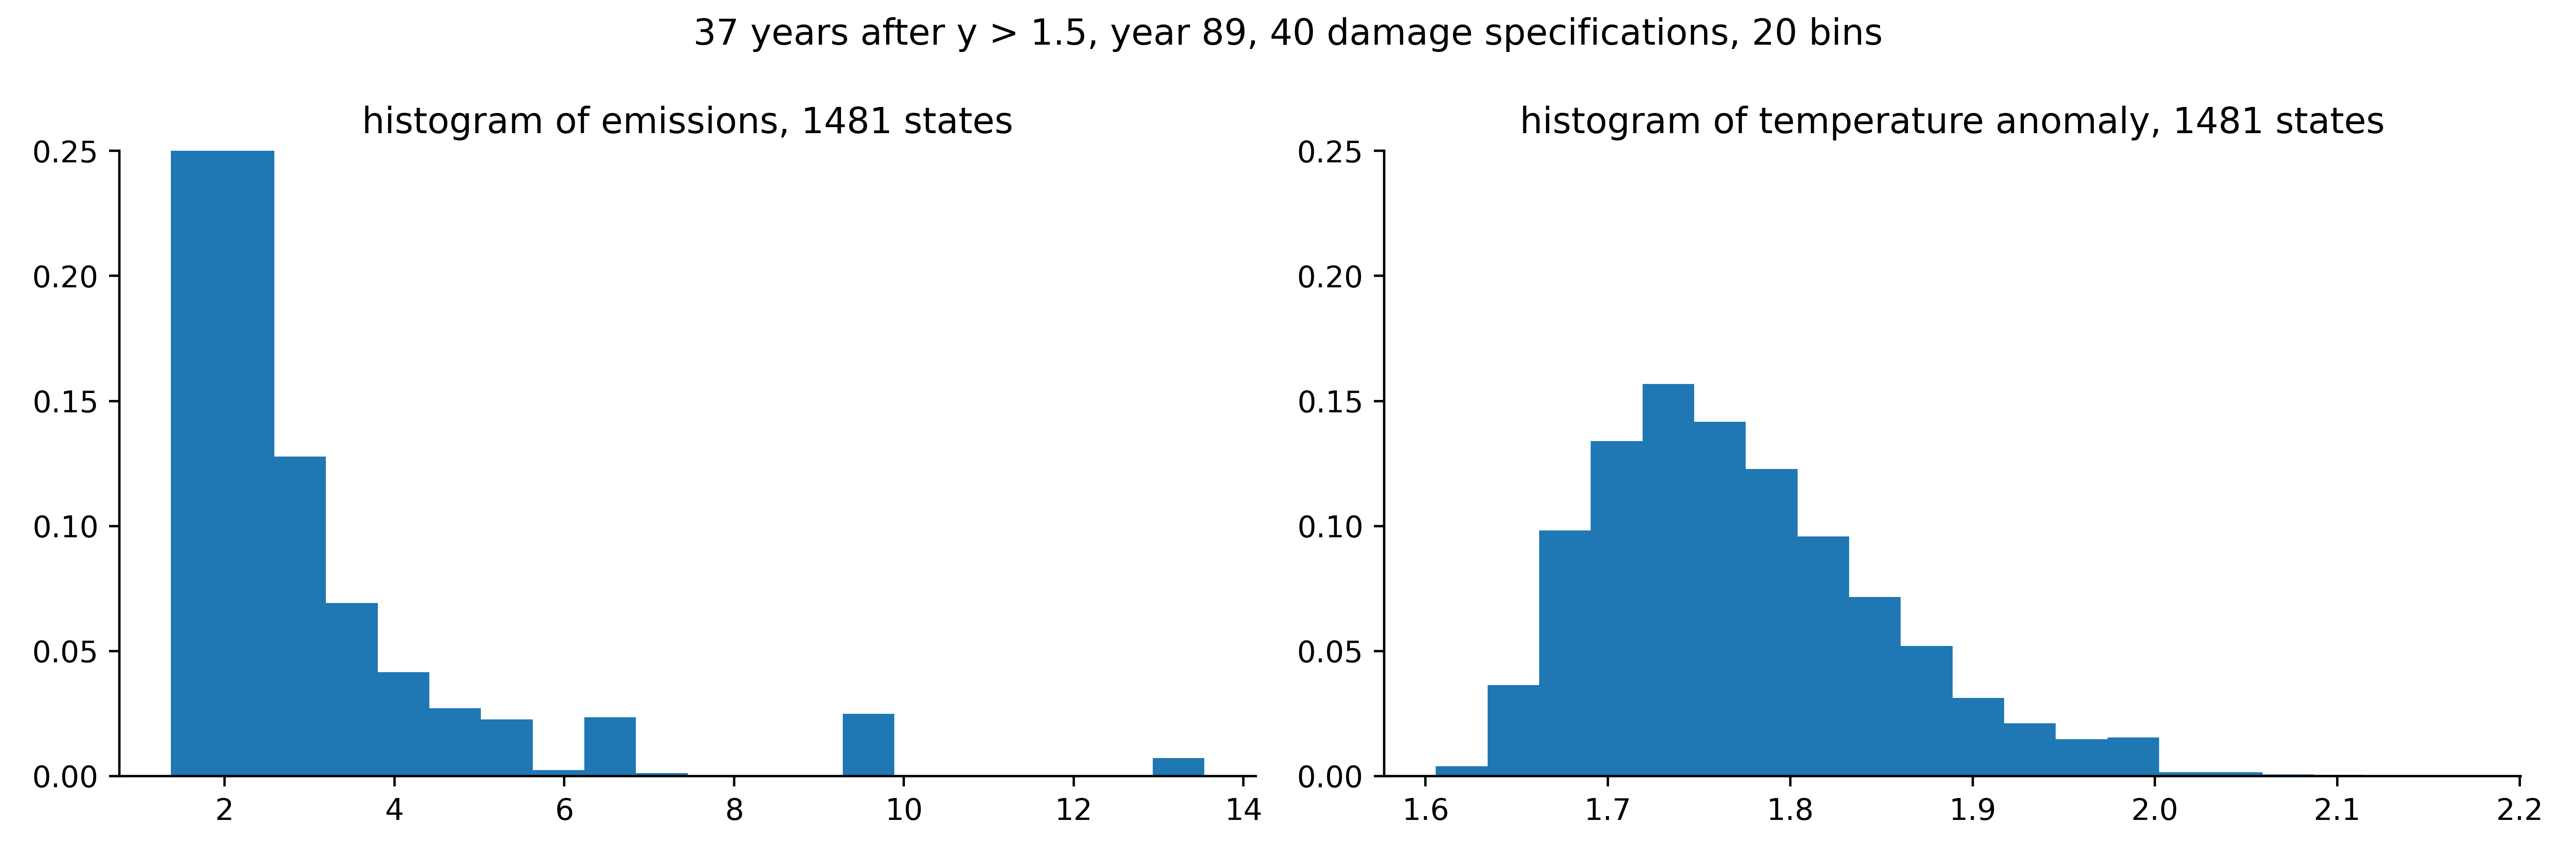 37 years after y > 1.5, year 89, 40 damage specifications, 20 bins
histogram of emissions, 1481 states
0.25
0.20
0.15
0.10
0.05
0.00
2 4 6 8 10 12 14
histogram of temperature anomaly, 1481 states
0.25
0.20
0.15
0.10
0.05
0.00
1.6 1.7 1.8 1.9 2.0 2.1 2.2